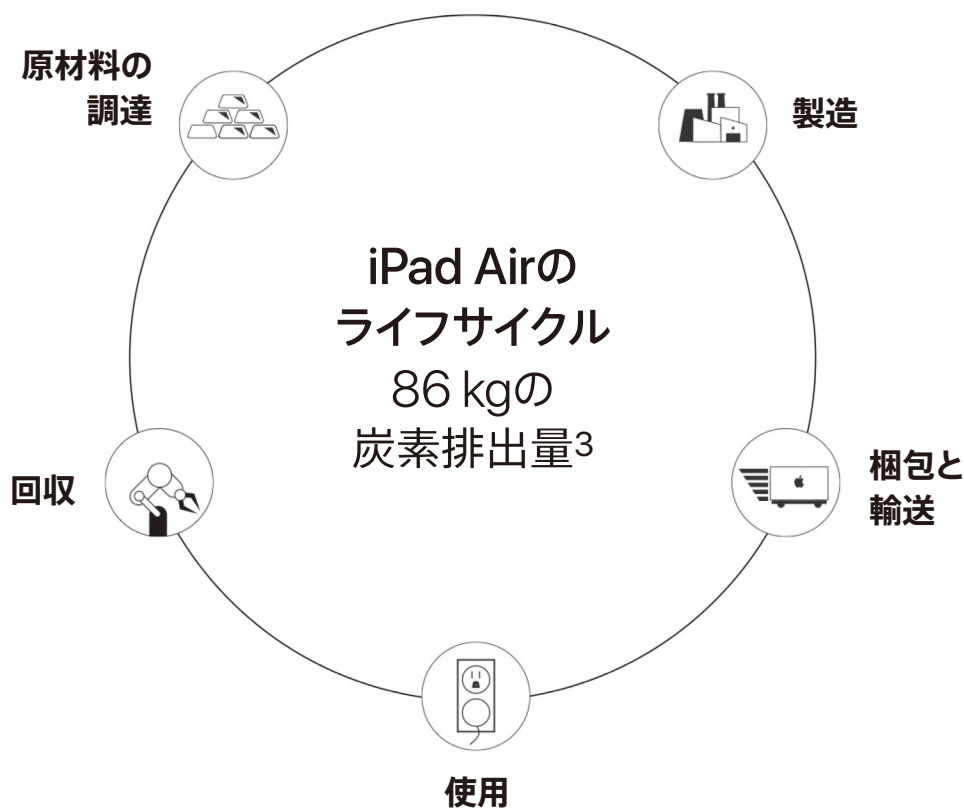 原材料の
調達
製造
iPad Airの
ライフサイクル
86 kgの
炭素排出量3
回収
梱包と
輸送
使用